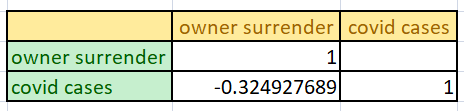 owner surrender covid cases
owner surrender 1
covid cases -0.324927689 1